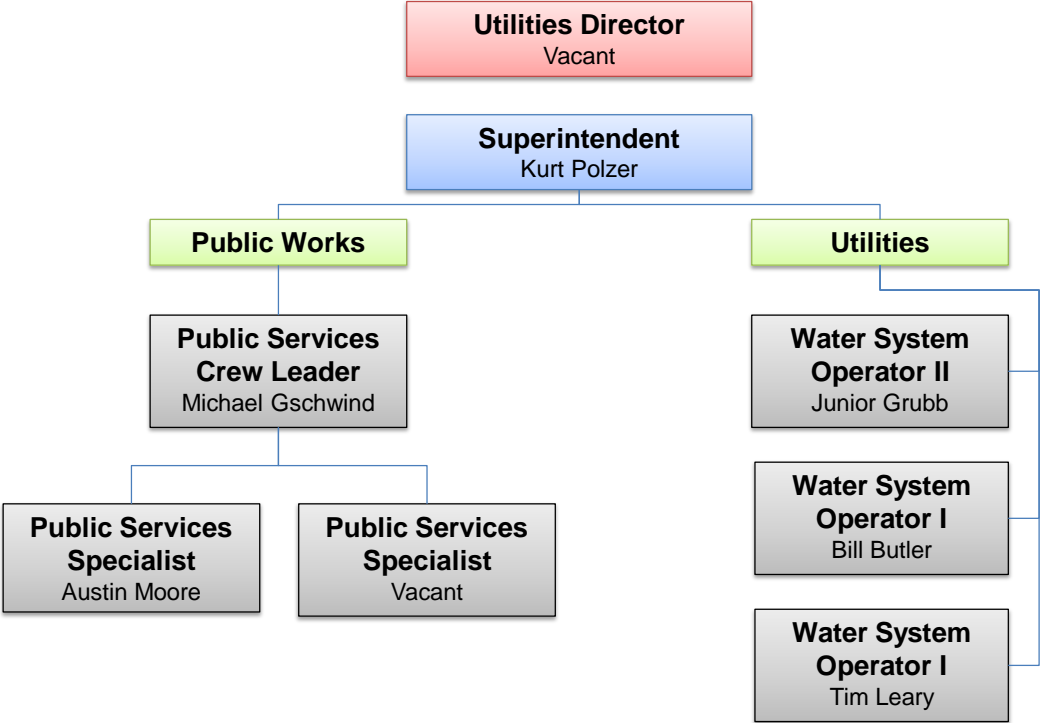 Utilities Director
Vacant
Superintendent
Kurt Polzer
Public Works
Utilities
Public Services
Crew Leader
Michael Gschwind
Water System
Operator II
Junior Grubb
Public Services
Specialist
Austin Moore
Public Services
Specialist
Vacant
Water System
Operator I
Bill Butler
Water System
Operator I
Tim Leary